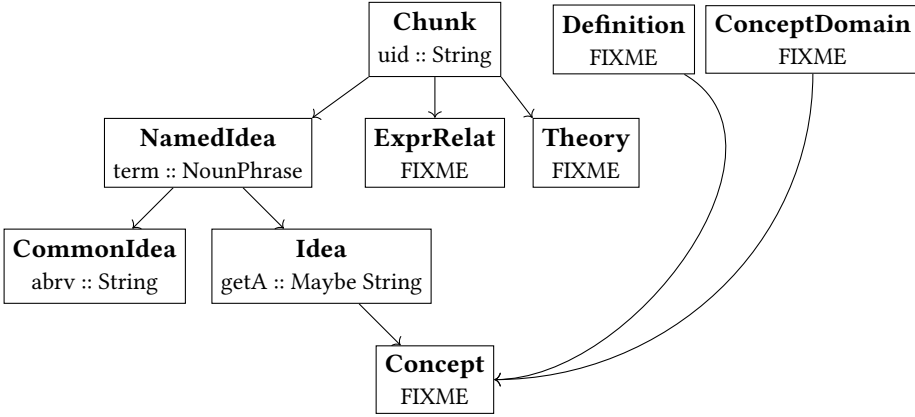 Chunk
uid :: String
Definition
FIXME
ConceptDomain
FIXME
NamedIdea
term :: NounPhrase
ExprRelat
FIXME
Theory
FIXME
CommonIdea
abrv :: String
Idea
getA :: Maybe String
Concept
FIXME